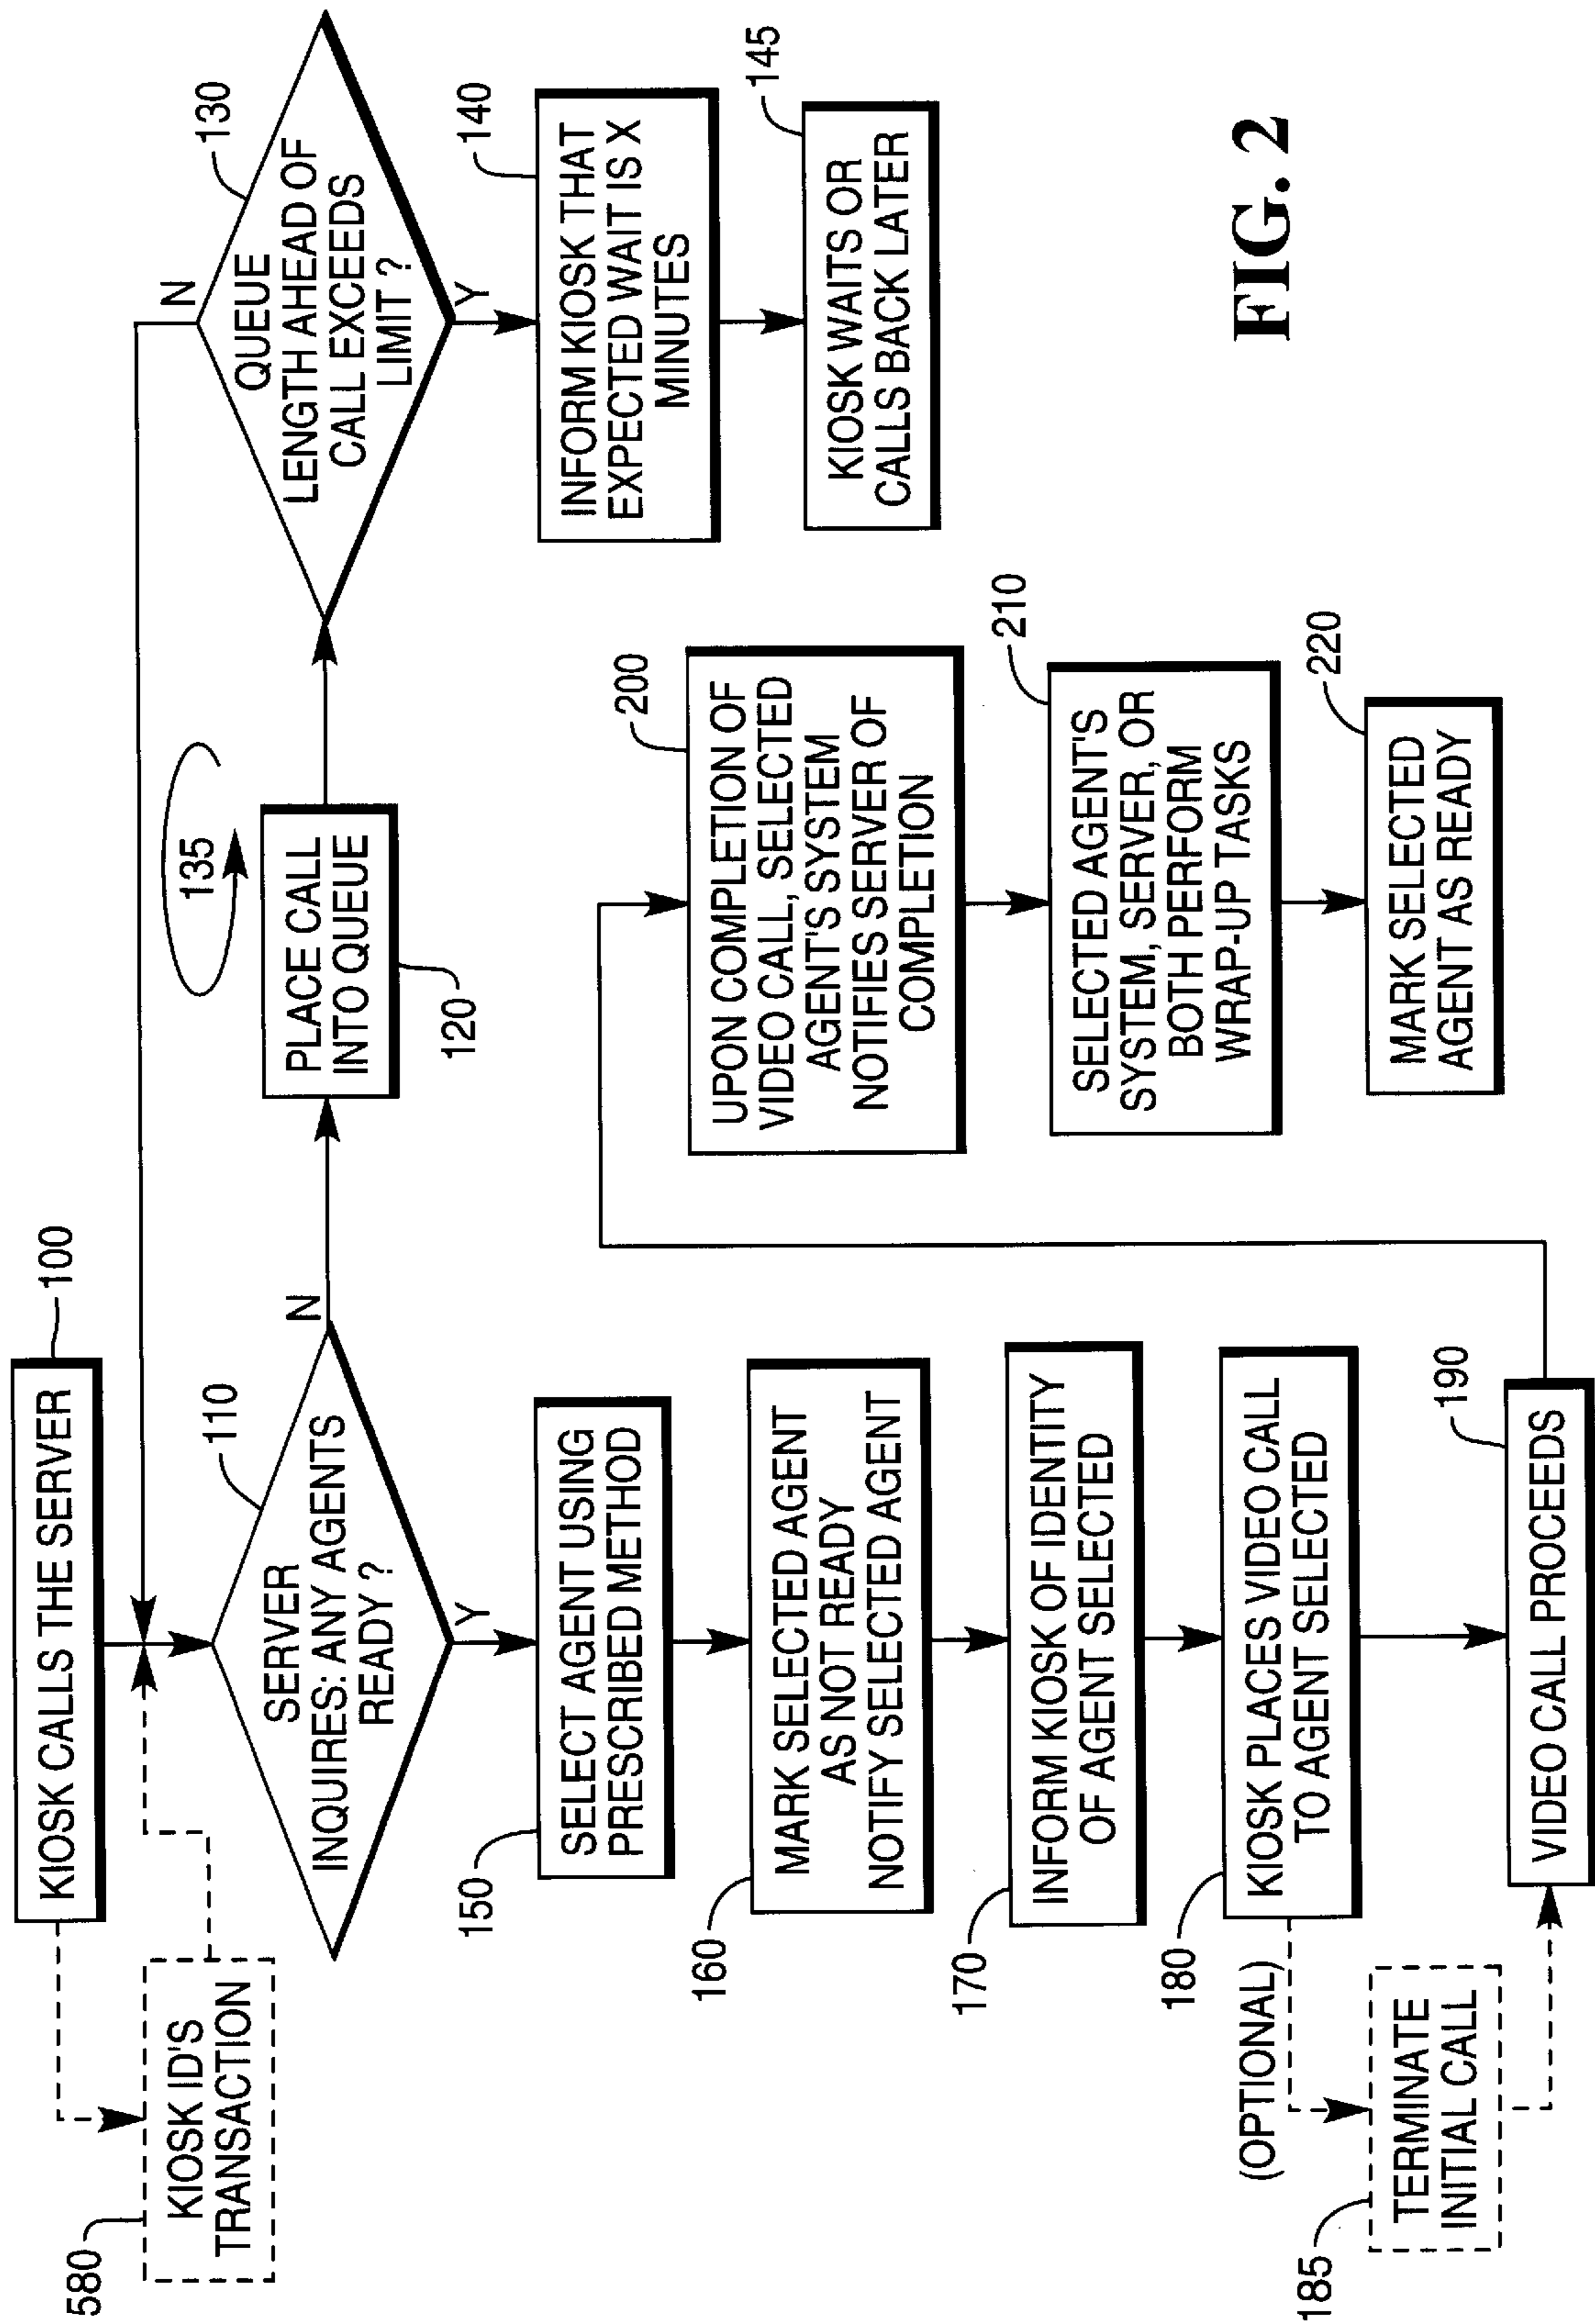 KIOSK CALLS THE SERVER
100
580
KIOSK ID'S
TRANSACTION
SERVER
INQUIRES: ANY AGENTS
READY ?
110
N
Y
PLACE CALL
INTO QUEUE
120
135
QUEUE
LENGTH AHEAD OF
CALL EXCEEDS
LIMIT ?
130
N
Y
INFORM KIOSK THAT
EXPECTED WAIT IS X
MINUTES
140
KIOSK WAITS OR
CALLS BACK LATER
145
150
SELECT AGENT USING
PRESCRIBED METHOD
160
MARK SELECTED AGENT
AS NOT READY
NOTIFY SELECTED AGENT
170
INFORM KIOSK OF IDENTITY
OF AGENT SELECTED
180
KIOSK PLACES VIDEO CALL
TO AGENT SELECTED
(OPTIONAL)
185
TERMINATE
INITIAL CALL
190
VIDEO CALL PROCEEDS
200
UPON COMPLETION OF
VIDEO CALL, SELECTED
AGENT'S SYSTEM
NOTIFIES SERVER OF
COMPLETION
210
SELECTED AGENT'S
SYSTEM, SERVER, OR
BOTH PERFORM
WRAP-UP TASKS
220
MARK SELECTED
AGENT AS READY
FIG. 2